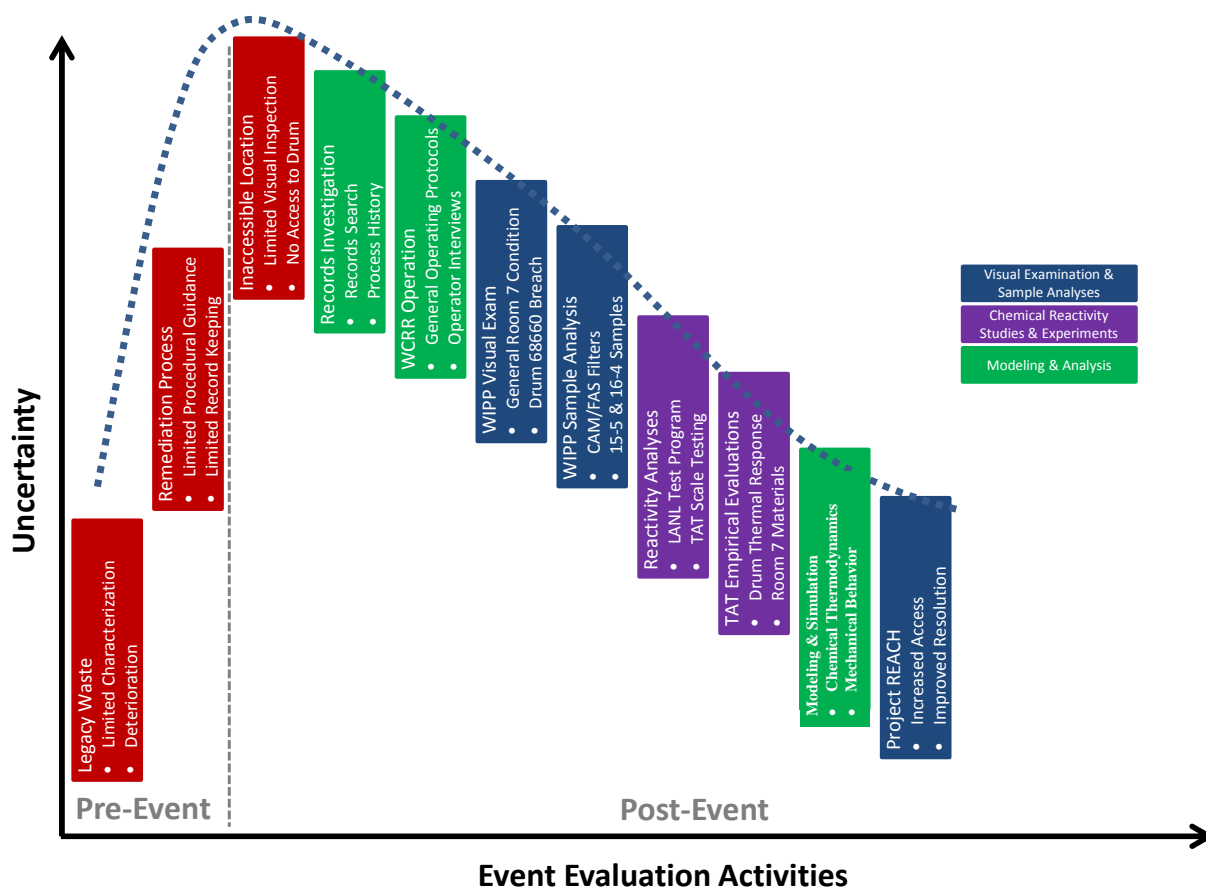 Uncertainty
Legacy Waste
• Limited Characterization
• Deterioration
Remediation Process
• Limited Procedural Guidance
• Limited Record Keeping
Inaccessible Location
• Limited Visual Inspection
• No Access to Drum
Records Investigation
• Records Search
• Process History
WCRR Operation
• General Operating Protocols
• Operator Interviews
WIPP Visual Exam
• General Room 7 Condition
• Drum 68660 Breach
WIPP Sample Analysis
• CAM/FAS Filters
• 15-5 & 16-4 Samples
Reactivity Analyses
• LANL Test Program
• TAT Scale Testing
TAT Empirical Evaluations
• Drum Thermal Response
• Room 7 Materials
Modeling & Simulation
• Chemical Thermodynamics
• Mechanical Behavior
Project REACH
• Increased Access
• Improved Resolution
Visual Examination &
Sample Analyses
Chemical Reactivity
Studies & Experiments
Modeling & Analysis
Pre-Event
Post-Event
Event Evaluation Activities